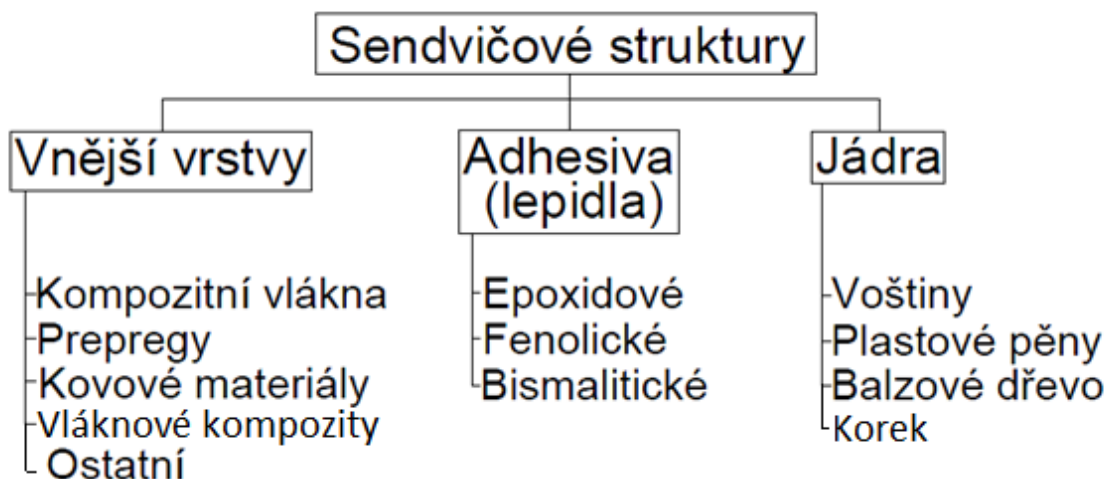 Sendvičové struktury
Vnější vrstvy
Kompozitní vlákna
Prepregy
Kovové materiály
Vláknové kompozity
Ostatní
Adhesiva
(lepidla)
Epoxidové
Fenolické
Bismalitické
Jádra
Voštiny
Plastové pěny
Balzové dřevo
Korek